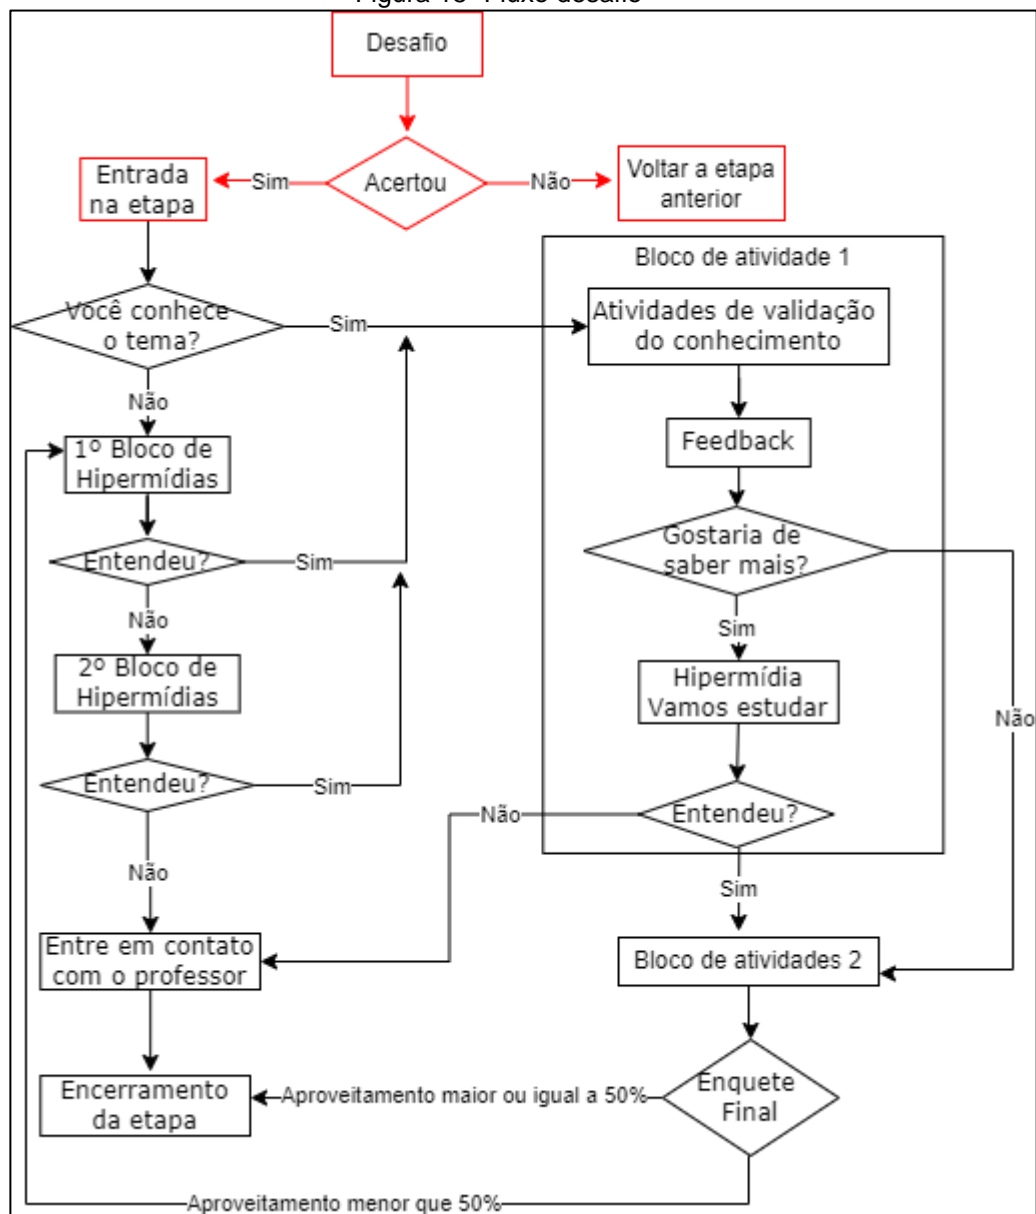 Desafio
Acertou
Sim
Não
Entrada
na etapa
Voltar a etapa
anterior
Você conhece
o tema?
Sim
Não
1º Bloco de
Hipermídias
Entendeu?
Sim
Não
2º Bloco de
Hipermídias
Entendeu?
Sim
Não
Entre em contato
com o professor
Encerramento
da etapa
Bloco de atividade 1
Atividades de validação
do conhecimento
Feedback
Gostaria de
saber mais?
Sim
Não
Hipermídia
Vamos estudar
Entendeu?
Não
Sim
Bloco de atividades 2
Enquete
Final
Aproveitamento maior ou igual a 50%
Aproveitamento menor que 50%